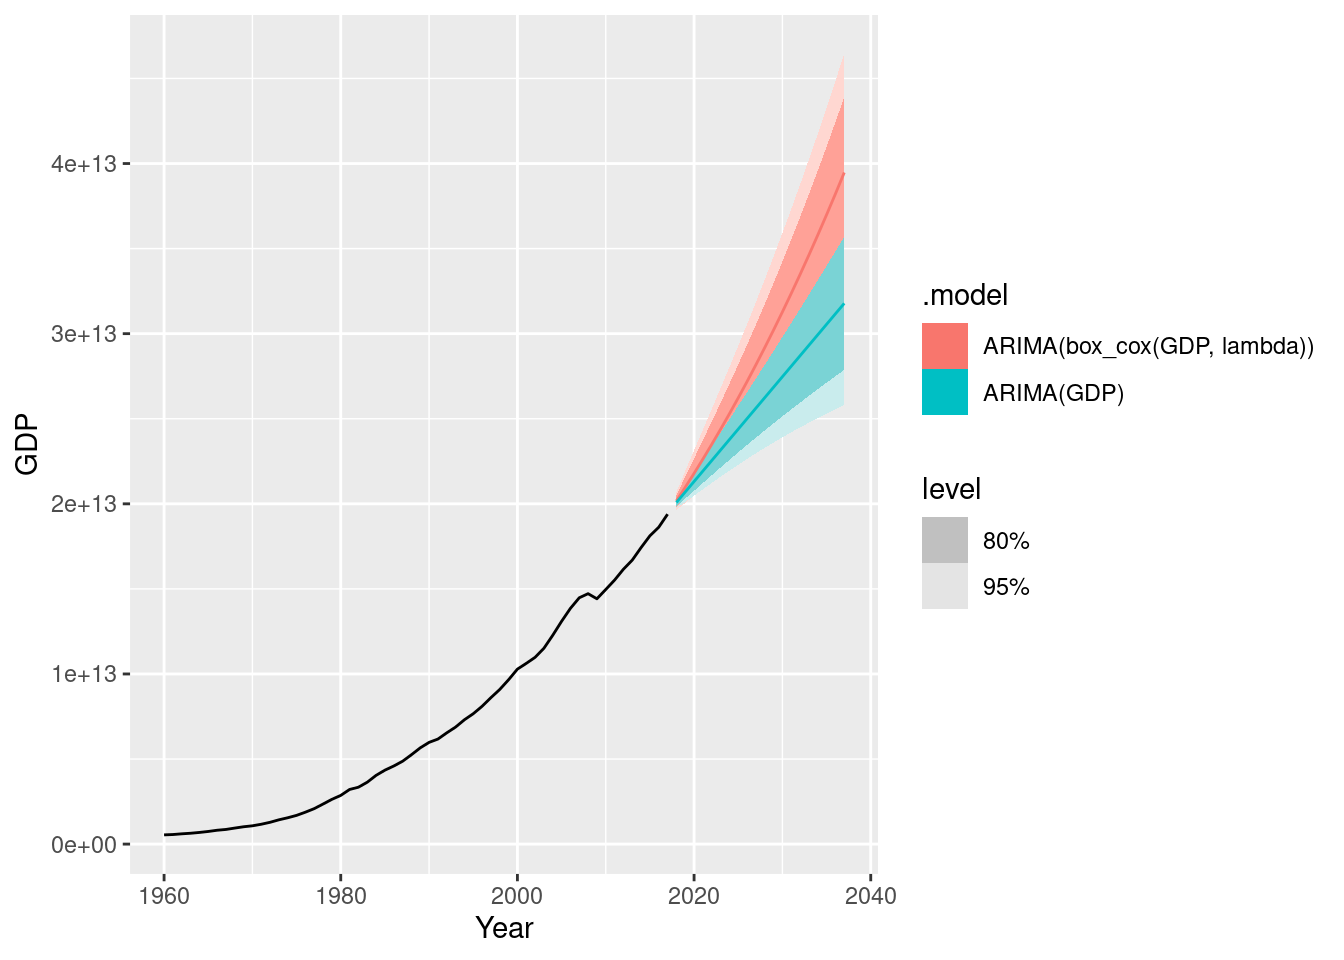 4e+13
3e+13
2e+13
1e+13
0e+00
GDP
1960
1980
2000
2020
2040
Year
.model
ARIMA(box_cox(GDP, lambda))
ARIMA(GDP)
level
80%
95%